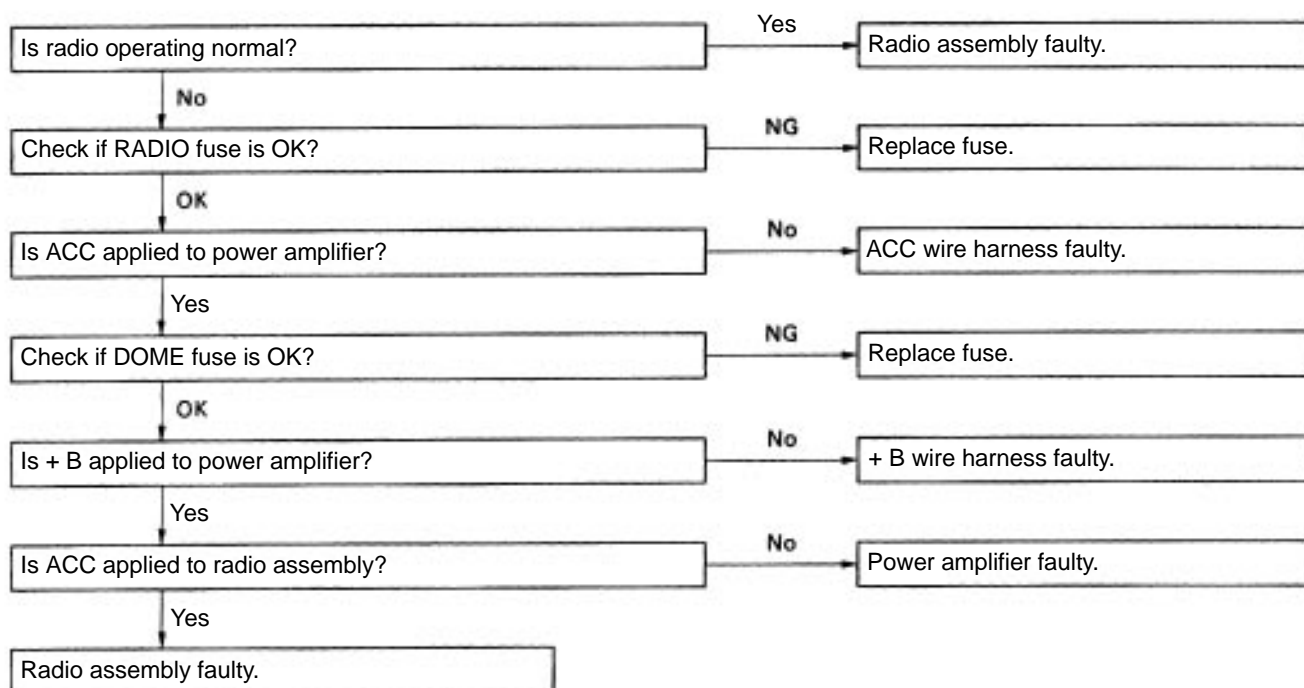 Yes
Is radio operating normal?
Radio assembly faulty.
No
NG
Check if RADIO fuse is OK?
Replace fuse.
OK
No
Is ACC applied to power amplifier?
ACC wire harness faulty.
Yes
NG
Check if DOME fuse is OK?
Replace fuse.
OK
No
Is + B applied to power amplifier?
+ B wire harness faulty.
Yes
No
Is ACC applied to radio assembly?
Power amplifier faulty.
Yes
Radio assembly faulty.